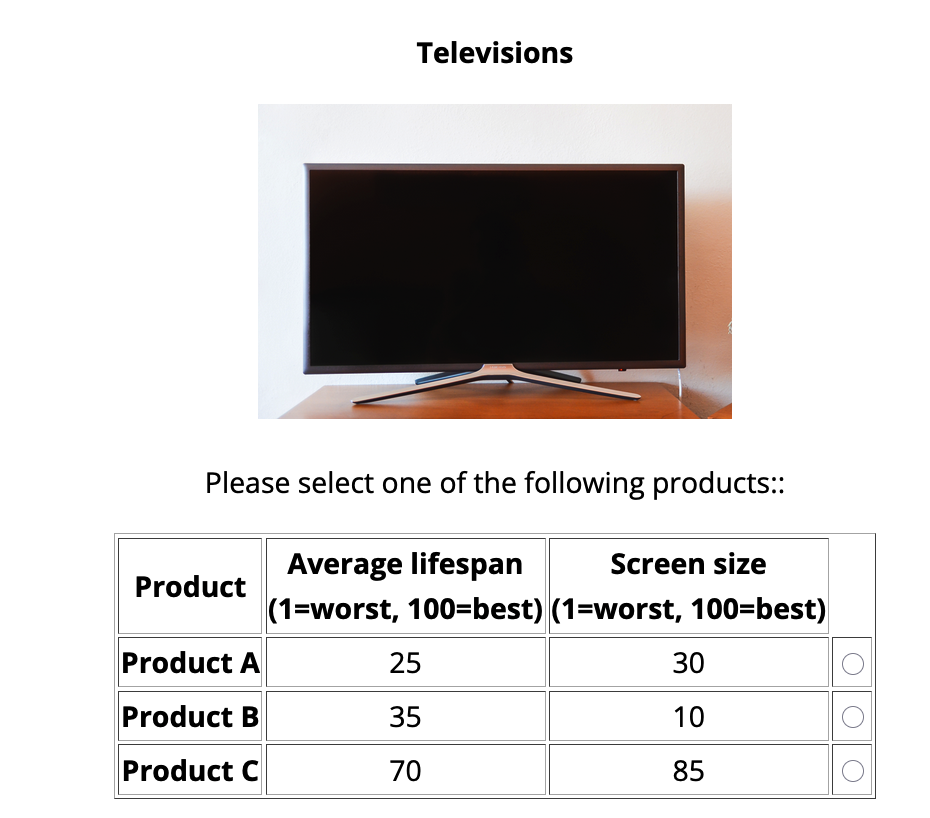 Televisions
Please select one of the following products::
Product Average lifespan (1=worst, 100=best) Screen size (1=worst, 100=best)
Product A 25 30
Product B 35 10
Product C 70 85